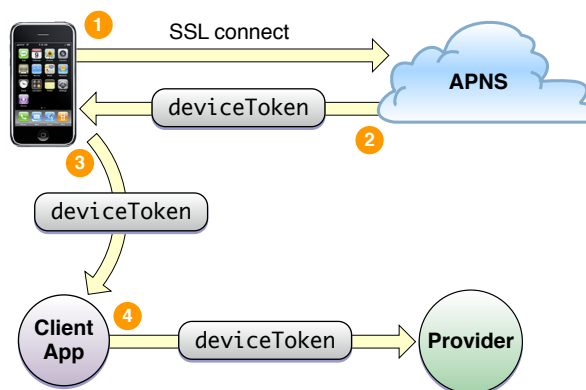 1
SSL connect
APNS
deviceToken
2
3
deviceToken
Client
App
4
deviceToken
Provider